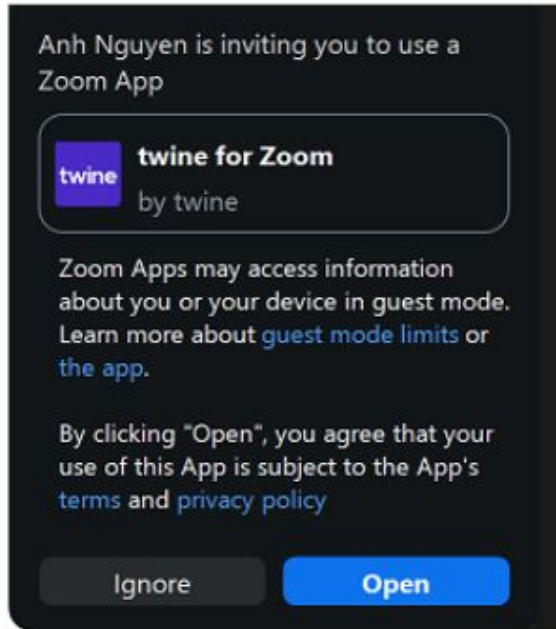 Anh Nguyen is inviting you to use a
Zoom App
twine
twine for Zoom
by twine
Zoom Apps may access information
about you or your device in guest mode.
Learn more about guest mode limits or
the app.
By clicking "Open", you agree that your
use of this App is subject to the App's
terms and privacy policy
Ignore
Open